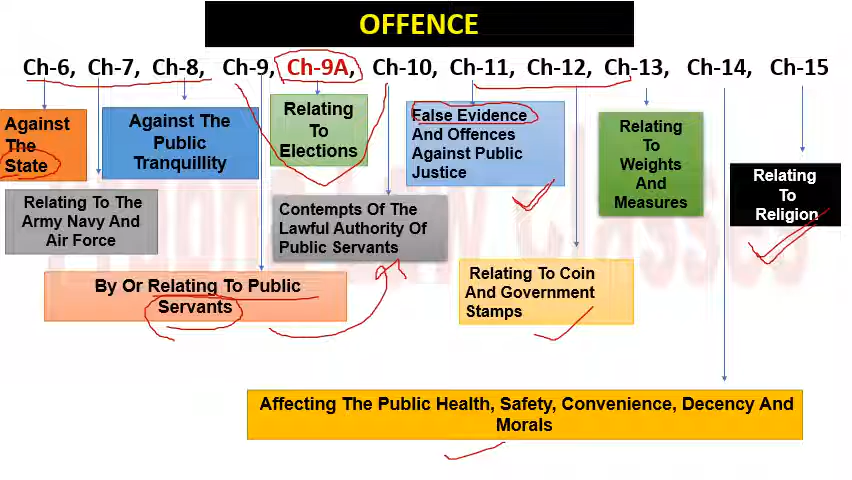 OFFENCE
Ch-6, Ch-7, Ch-8, Ch-9, Ch-9A, Ch-10, Ch-11, Ch-12, Ch-13, Ch-14, Ch-15
Against
The
State
Against The
Public
Tranquillity
Relating
To
Elections
False Evidence
And Offences
Against Public
Justice
Relating
To
Weights
And
Measures
Relating
To
Religion
Relating To The
Army Navy And
Air Force
Contempts Of The
Lawful Authority Of
Public Servants
By Or Relating To Public
Servants
Relating To Coin
And Government
Stamps
Affecting The Public Health, Safety, Convenience, Decency And
Morals